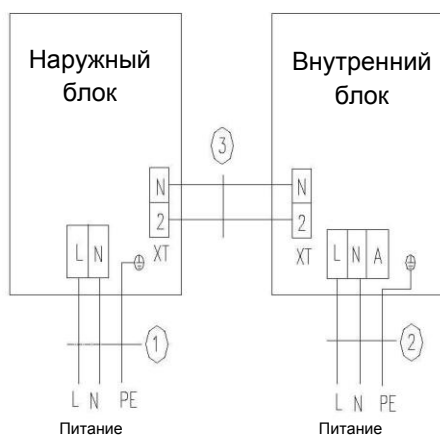 Наружный
блок
Внутренний
блок
3
N
N
2
2
XT
XT
L N
L N A
1
2
L N PE
L N PE
Питание
Питание